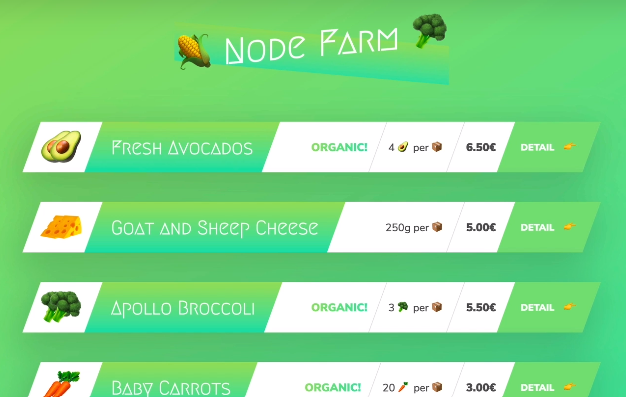 🌽 Node Farm 🥦
🥑 Fresh Avocados ORGANIC! 4 🥑 per 📦 6.50€ DETAIL 👉
🧀 Goat and Sheep Cheese 250g per 📦 5.00€ DETAIL 👉
🥦 Apollo Broccoli ORGANIC! 3 🥦 per 📦 5.50€ DETAIL 👉
🥕 Baby Carrots ORGANIC! 20 🥕 per 📦 3.00€ DETAIL 👉